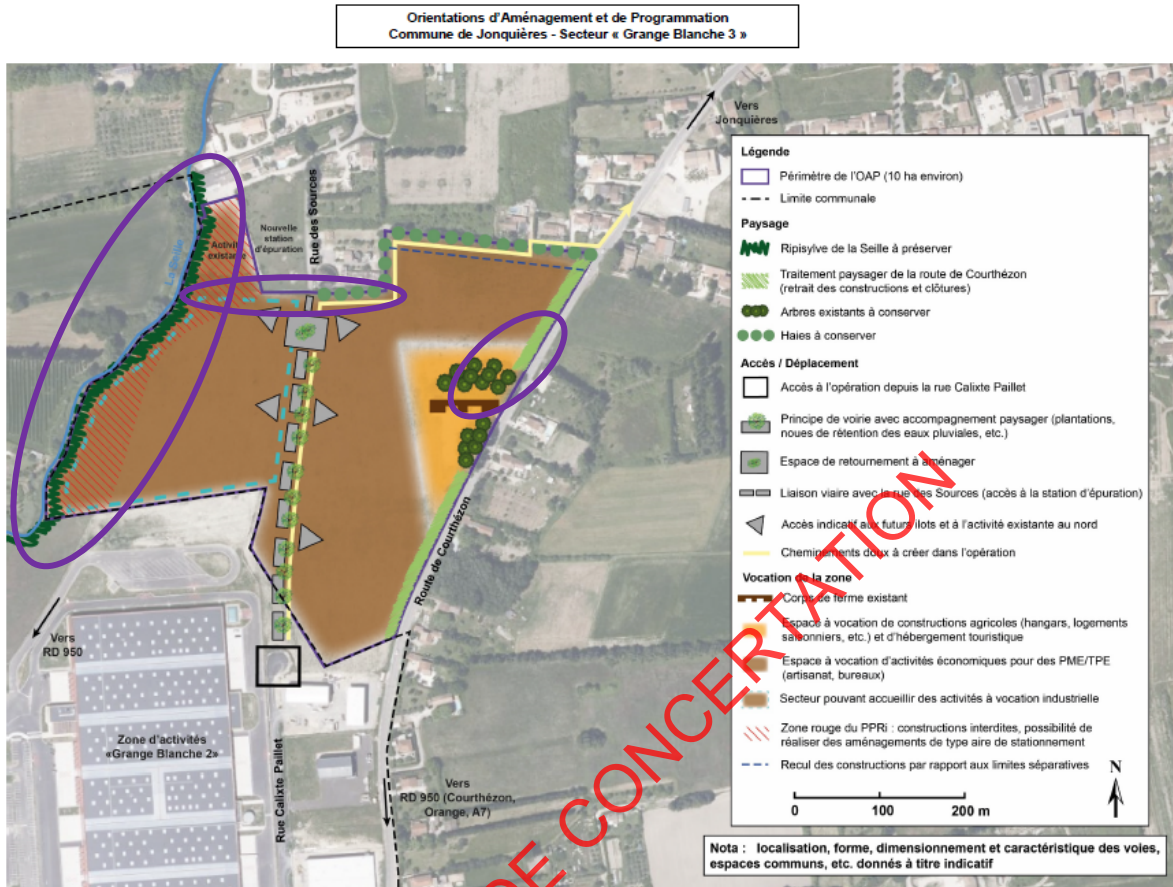 Orientations d'Aménagement et de Programmation
Commune de Jonquières - Secteur « Grange Blanche 3 »
Vers
Jonquières
La Seille
Activité
existante
Nouvelle
station
d'épuration
Rue des Sources
Route de Courthézon
Vers
RD 950
Zone d'activités
«Grange Blanche 2»
Rue Calixte Paillet
Vers
RD 950 (Courthézon,
Orange, A7)
Légende
Périmètre de l'OAP (10 ha environ)
Limite communale
Paysage
Ripisylve de la Seille à préserver
Traitement paysager de la route de Courthézon
(retrait des constructions et clôtures)
Arbres existants à conserver
Haies à conserver
Accès / Déplacement
Accès à l'opération depuis la rue Calixte Paillet
Principe de voirie avec accompagnement paysager (plantations,
noues de rétention des eaux pluviales, etc.)
Espace de retournement à aménager
Liaison viaire avec la rue des Sources (accès à la station d'épuration)
Accès indicatif aux futurs ilots et à l'activité existante au nord
Cheminements doux à créer dans l'opération
Vocation de la zone
Corps de ferme existant
Espace à vocation de constructions agricoles (hangars, logements
saisonniers, etc.) et d'hébergement touristique
Espace à vocation d'activités économiques pour des PME/TPE
(artisanat, bureaux)
Secteur pouvant accueillir des activités à vocation industrielle
Zone rouge du PPRi : constructions interdites, possibilité de
réaliser des aménagements de type aire de stationnement
Recul des constructions par rapport aux limites séparatives
N
0 100 200 m
Nota : localisation, forme, dimensionnement et caractéristique des voies,
espaces communs, etc. donnés à titre indicatif
DE CONCERTATION